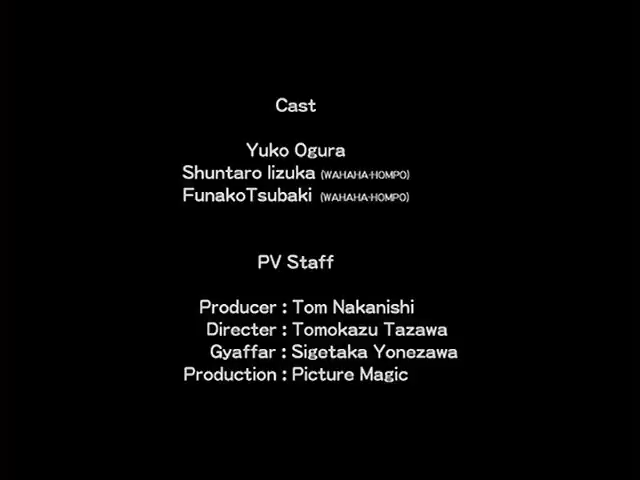 Cast
Yuko Ogura
Shuntaro Iizuka (WAHAHA-HOMPO)
FunakoTsubaki (WAHAHA-HOMPO)
PV Staff
Producer : Tom Nakanishi
Directer : Tomokazu Tazawa
Gyaffar : Sigetaka Yonezawa
Production : Picture Magic